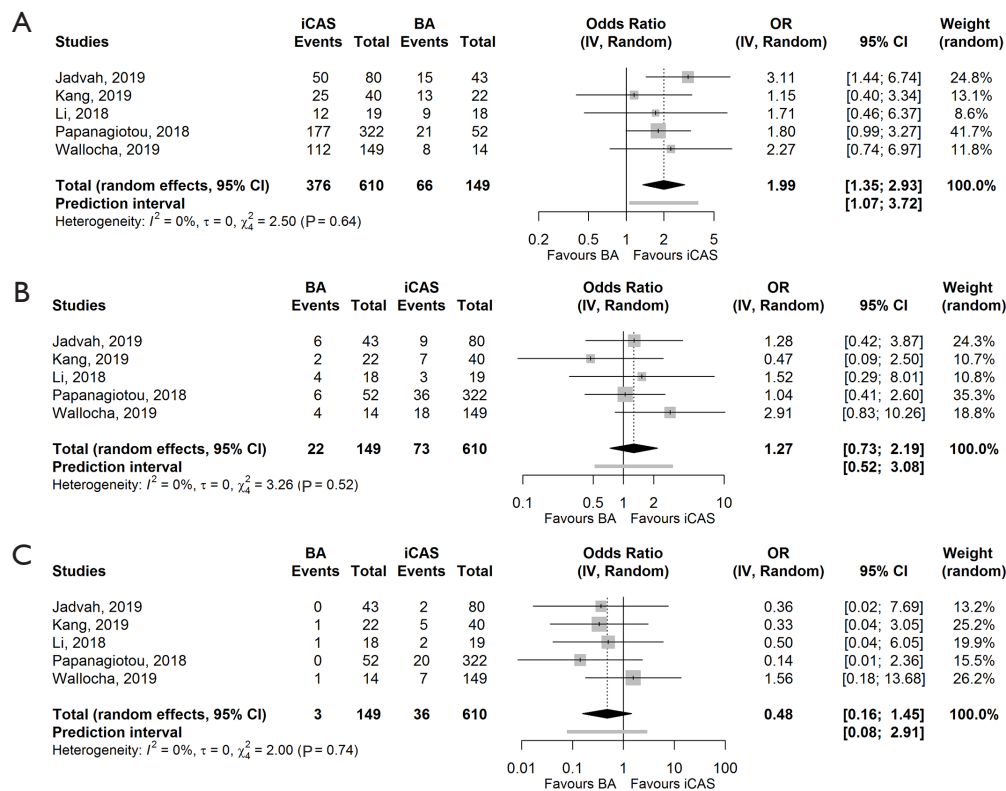 A
iCAS BA Odds Ratio OR Weight
Studies Events Total Events Total (IV, Random) (IV, Random) 95% CI (random)
Jadvah, 2019 50 80 15 43 3.11 [1.44; 6.74] 24.8%
Kang, 2019 25 40 13 22 1.15 [0.40; 3.34] 13.1%
Li, 2018 12 19 9 18 1.71 [0.46; 6.37] 8.6%
Papanagiotou, 2018 177 322 21 52 1.80 [0.99; 3.27] 41.7%
Wallocha, 2019 112 149 8 14 2.27 [0.74; 6.97] 11.8%
Total (random effects, 95% CI) 376 610 66 149 1.99 [1.35; 2.93] 100.0%
Prediction interval [1.07; 3.72]
Heterogeneity: I² = 0%, τ = 0, χ²₄ = 2.50 (P = 0.64)
0.2 0.5 1 2 5
Favours BA Favours iCAS
B
BA iCAS Odds Ratio OR Weight
Studies Events Total Events Total (IV, Random) (IV, Random) 95% CI (random)
Jadvah, 2019 6 43 9 80 1.28 [0.42; 3.87] 24.3%
Kang, 2019 2 22 7 40 0.47 [0.09; 2.50] 10.7%
Li, 2018 4 18 3 19 1.52 [0.29; 8.01] 10.8%
Papanagiotou, 2018 6 52 36 322 1.04 [0.41; 2.60] 35.3%
Wallocha, 2019 4 14 18 149 2.91 [0.83; 10.26] 18.8%
Total (random effects, 95% CI) 22 149 73 610 1.27 [0.73; 2.19] 100.0%
Prediction interval [0.52; 3.08]
Heterogeneity: I² = 0%, τ = 0, χ²₄ = 3.26 (P = 0.52)
0.1 0.5 1 2 10
Favours BA Favours iCAS
C
BA iCAS Odds Ratio OR Weight
Studies Events Total Events Total (IV, Random) (IV, Random) 95% CI (random)
Jadvah, 2019 0 43 2 80 0.36 [0.02; 7.69] 13.2%
Kang, 2019 1 22 5 40 0.33 [0.04; 3.05] 25.2%
Li, 2018 1 18 2 19 0.50 [0.04; 6.05] 19.9%
Papanagiotou, 2018 0 52 20 322 0.14 [0.01; 2.36] 15.5%
Wallocha, 2019 1 14 7 149 1.56 [0.18; 13.68] 26.2%
Total (random effects, 95% CI) 3 149 36 610 0.48 [0.16; 1.45] 100.0%
Prediction interval [0.08; 2.91]
Heterogeneity: I² = 0%, τ = 0, χ²₄ = 2.00 (P = 0.74)
0.01 0.1 1 10 100
Favours BA Favours iCAS